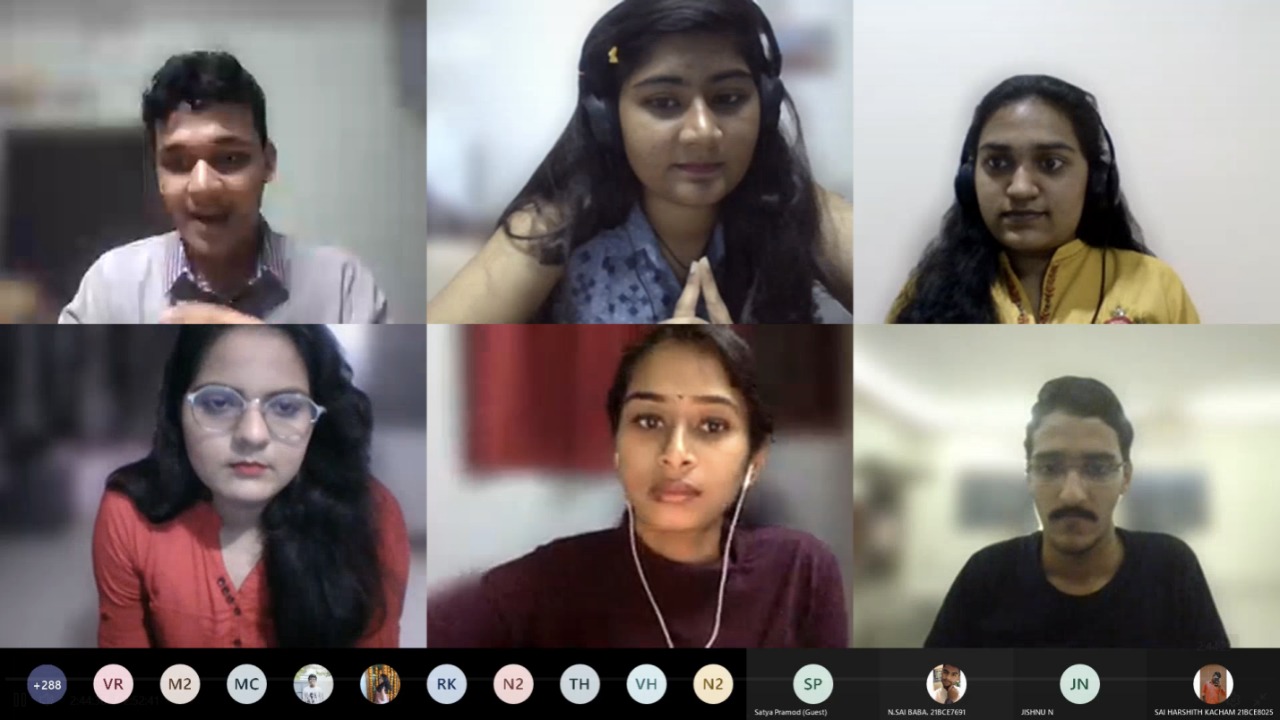 +288
VR
M2
MC
RK
N2
TH
VH
N2
SP
JN
Satya Pramod (Guest)
N.SAI BABA. 21BCE7691
JISHNU N
SAI HARSHITH KACHAM 21BCE8025